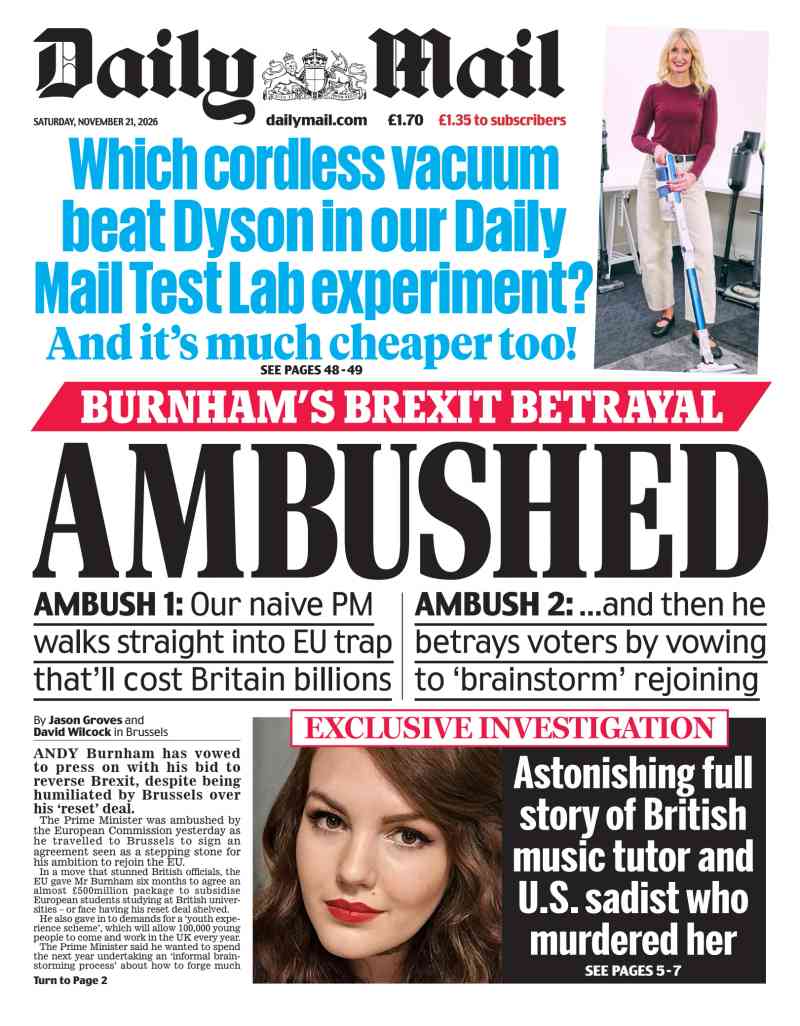 Daily Mail
SATURDAY, NOVEMBER 21, 2026
dailymail.com £1.70 £1.35 to subscribers
Which cordless vacuum
beat Dyson in our Daily
Mail Test Lab experiment?
And it's much cheaper too!
SEE PAGES 48-49
BURNHAM'S BREXIT BETRAYAL
AMBUSHED
AMBUSH 1: Our naive PM
walks straight into EU trap
that'll cost Britain billions
AMBUSH 2: ...and then he
betrays voters by vowing
to 'brainstorm' rejoining
By Jason Groves and
David Wilcock in Brussels
ANDY Burnham has vowed
to press on with his bid to
reverse Brexit, despite being
humiliated by Brussels over
his 'reset' deal.
The Prime Minister was ambushed by
the European Commission yesterday as
he travelled to Brussels to sign an
agreement seen as a stepping stone for
his ambition to rejoin the EU.
In a move that stunned British officials, the
EU gave Mr Burnham six months to agree an
almost £500million package to subsidise
European students studying at British univer-
sities – or face having his reset deal shelved.
He also gave in to demands for a 'youth expe-
rience scheme', which will allow 100,000 young
people to come and work in the UK every year.
The Prime Minister said he wanted to spend
the next year undertaking an 'informal brain-
storming process' about how to forge much
Turn to Page 2
EXCLUSIVE INVESTIGATION
Astonishing full
story of British
music tutor and
U.S. sadist who
murdered her
SEE PAGES 5-7